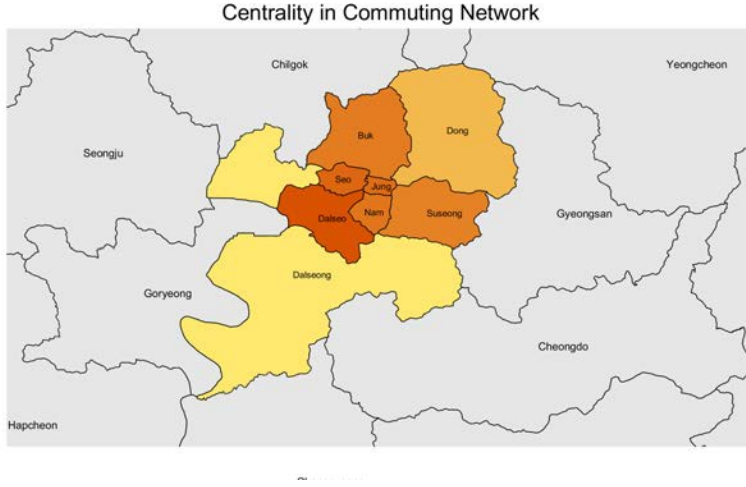 Centrality in Commuting Network
Chilgok
Yeongcheon
Buk
Dong
Seongju
Seo
Jung
Dalseo
Nam
Suseong
Gyeongsan
Dalseong
Goryeong
Cheongdo
Hapcheon